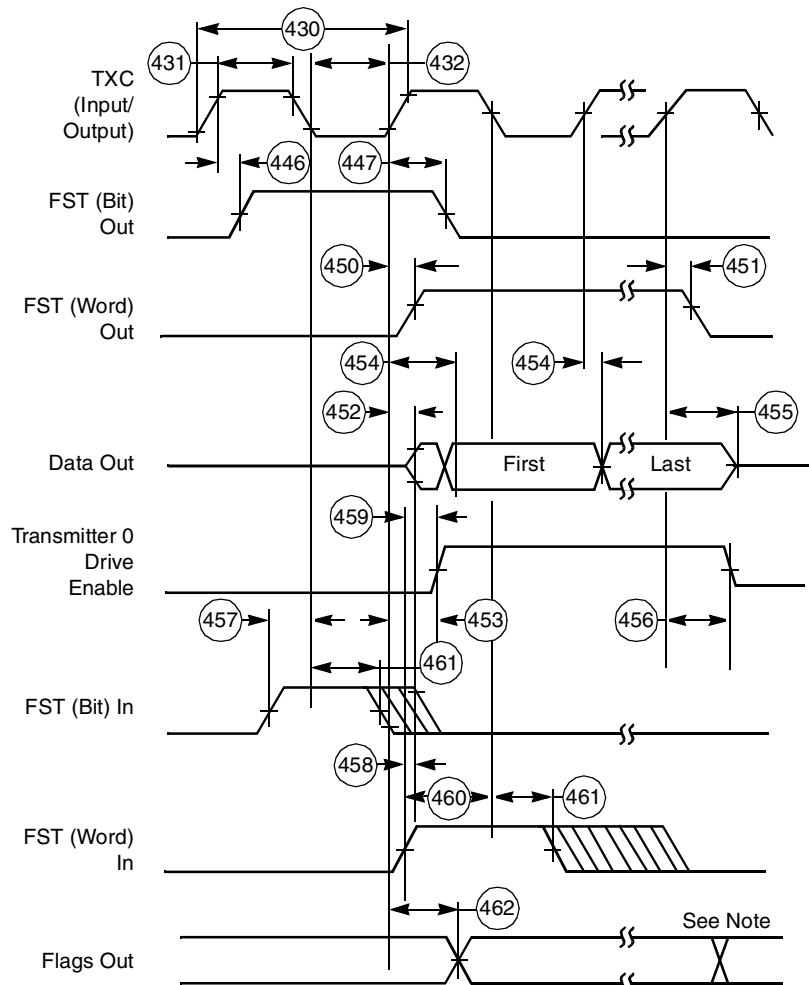 430
431
432
TXC
(Input/
Output)
446
447
FST (Bit)
Out
450
451
FST (Word)
Out
454
454
452
455
Data Out
First
Last
459
Transmitter 0
Drive
Enable
457
453
456
461
FST (Bit) In
458
460
461
FST (Word)
In
462
See Note
Flags Out